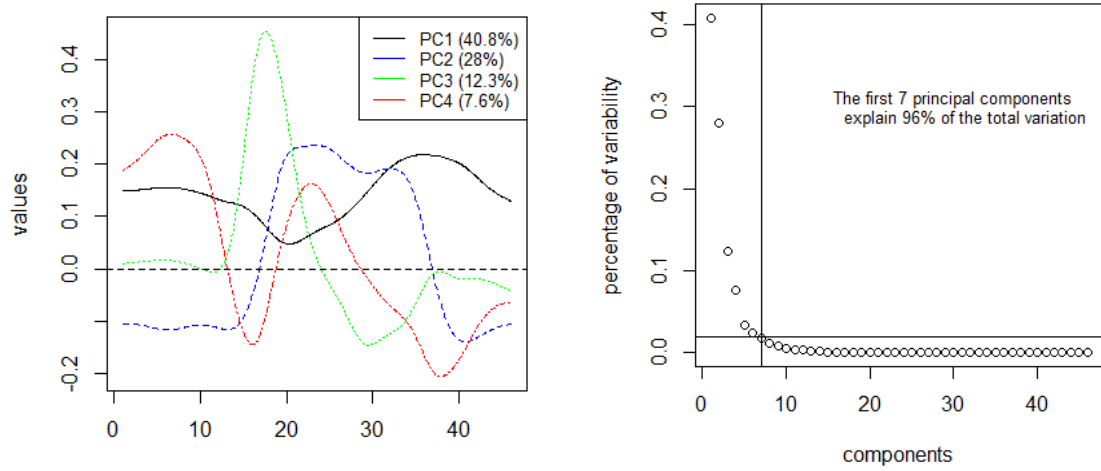 PC1 (40.8%)
PC2 (28%)
PC3 (12.3%)
PC4 (7.6%)
values
-0.2
0.0
0.1
0.2
0.3
0.4
0 10 20 30 40
The first 7 principal components
explain 96% of the total variation
percentage of variability
0.0
0.1
0.2
0.3
0.4
0 10 20 30 40
components